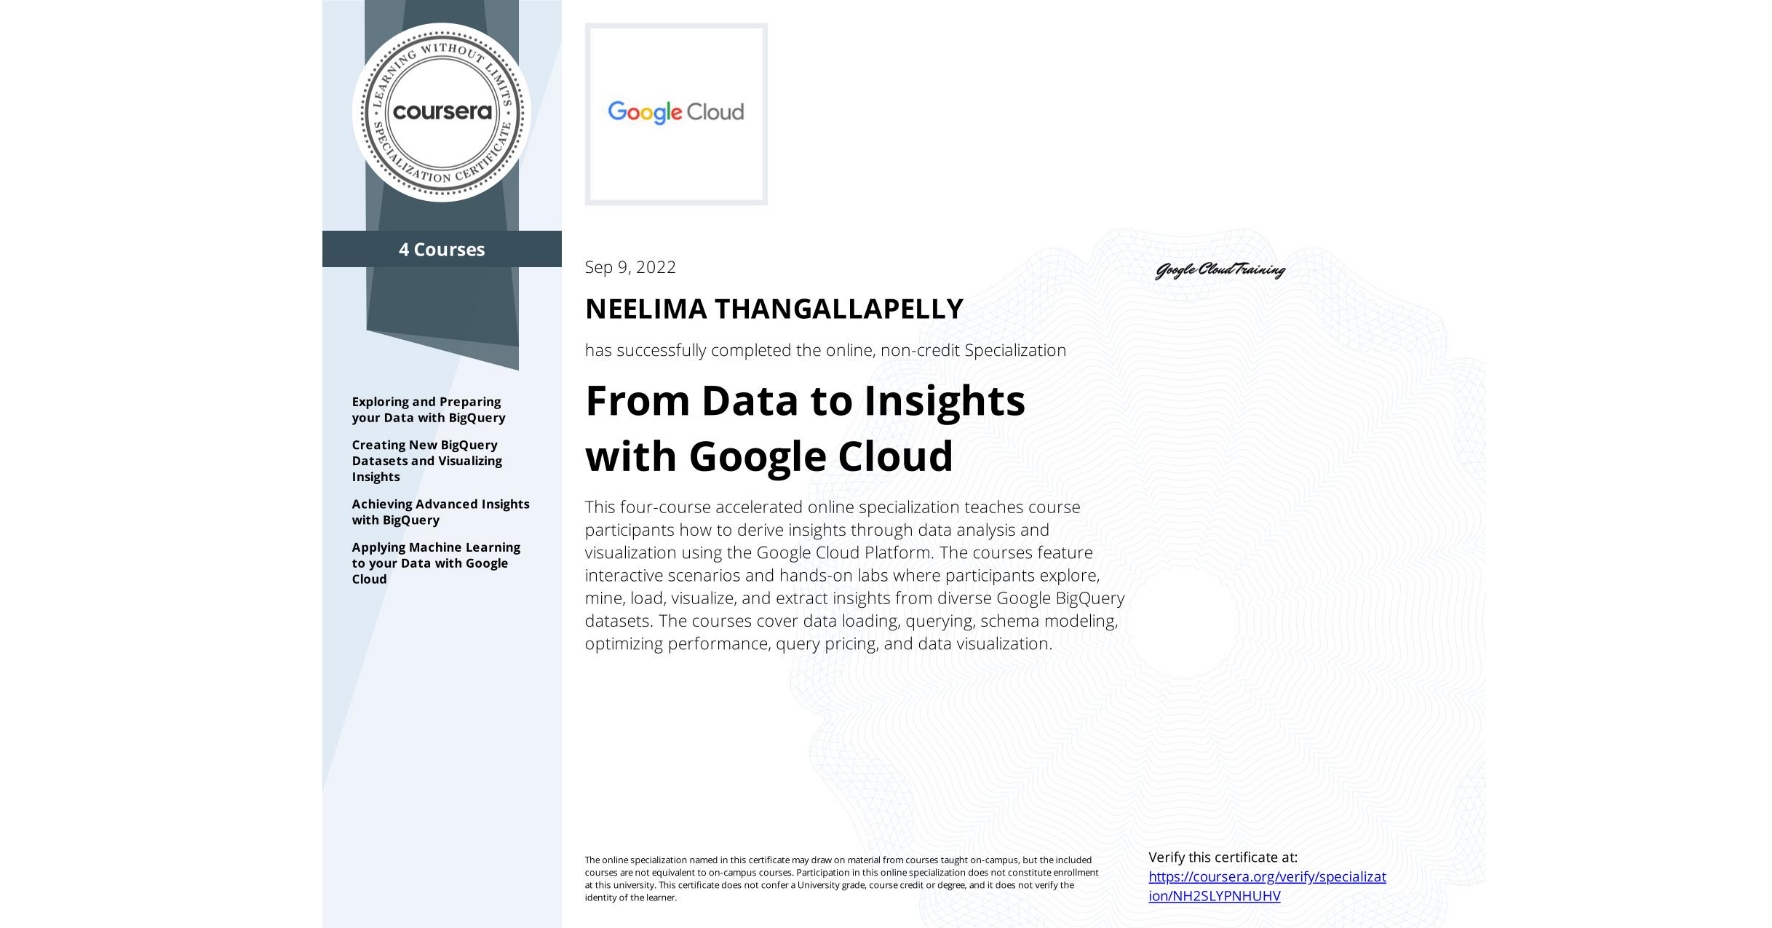 LEARNING WITHOUT LIMITS
coursera
SPECIALIZATION CERTIFICATE
4 Courses
Exploring and Preparing
your Data with BigQuery
Creating New BigQuery
Datasets and Visualizing
Insights
Achieving Advanced Insights
with BigQuery
Applying Machine Learning
to your Data with Google
Cloud
Google Cloud
Sep 9, 2022
NEELIMA THANGALLAPELLY
has successfully completed the online, non-credit Specialization
From Data to Insights
with Google Cloud
This four-course accelerated online specialization teaches course
participants how to derive insights through data analysis and
visualization using the Google Cloud Platform. The courses feature
interactive scenarios and hands-on labs where participants explore,
mine, load, visualize, and extract insights from diverse Google BigQuery
datasets. The courses cover data loading, querying, schema modeling,
optimizing performance, query pricing, and data visualization.
Google Cloud Training
The online specialization named in this certificate may draw on material from courses taught on-campus, but the included
courses are not equivalent to on-campus courses. Participation in this online specialization does not constitute enrollment
at this university. This certificate does not confer a University grade, course credit or degree, and it does not verify the
identity of the learner.
Verify this certificate at:
https://coursera.org/verify/specializat
ion/NH2SLYPNHUHV